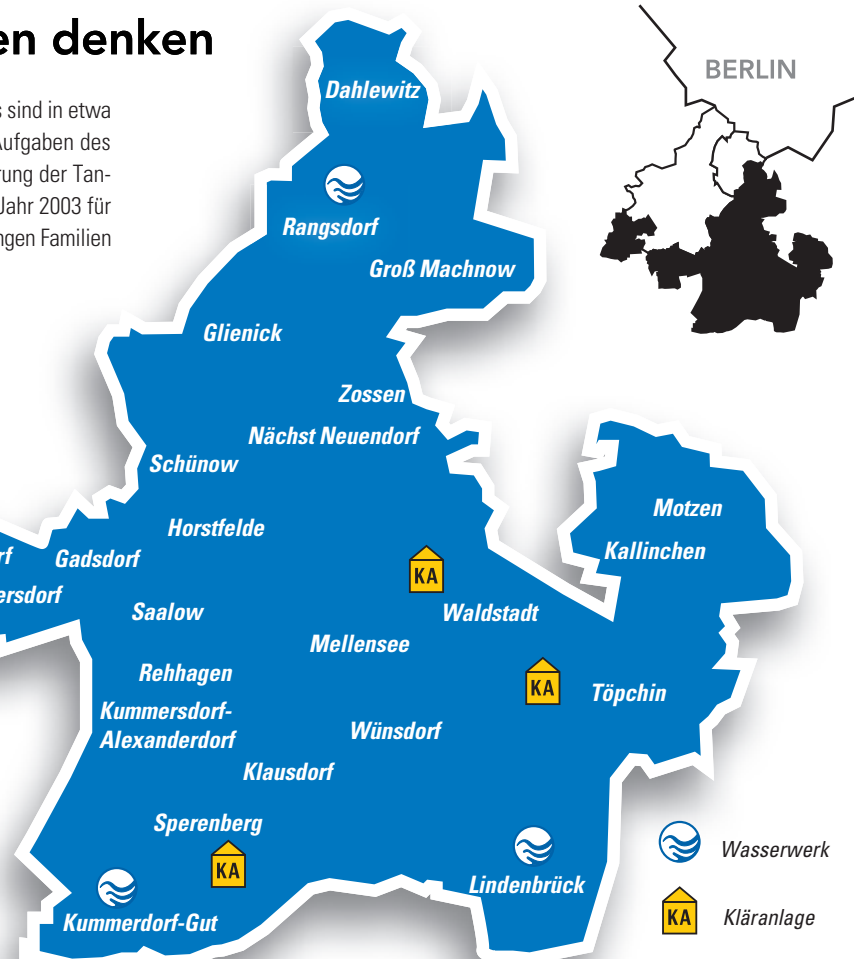 en denken
s sind in etwa
Aufgaben des
rung der Tan-
Jahr 2003 für
ngen Familien
BERLIN
Dahlewitz
Rangsdorf
Groß Machnow
Glienick
Zossen
Nächst Neuendorf
Schünow
Motzen
Horstfelde
Kallinchen
rf
Gadsdorf
KA
ersdorf
Saalow
Waldstadt
Mellensee
Rehhagen
KA
Töpchin
Kummersdorf-
Alexanderdorf
Wünsdorf
Klausdorf
Sperenberg
KA
Lindenbrück
Kummerdorf-Gut
Wasserwerk
KA
Kläranlage